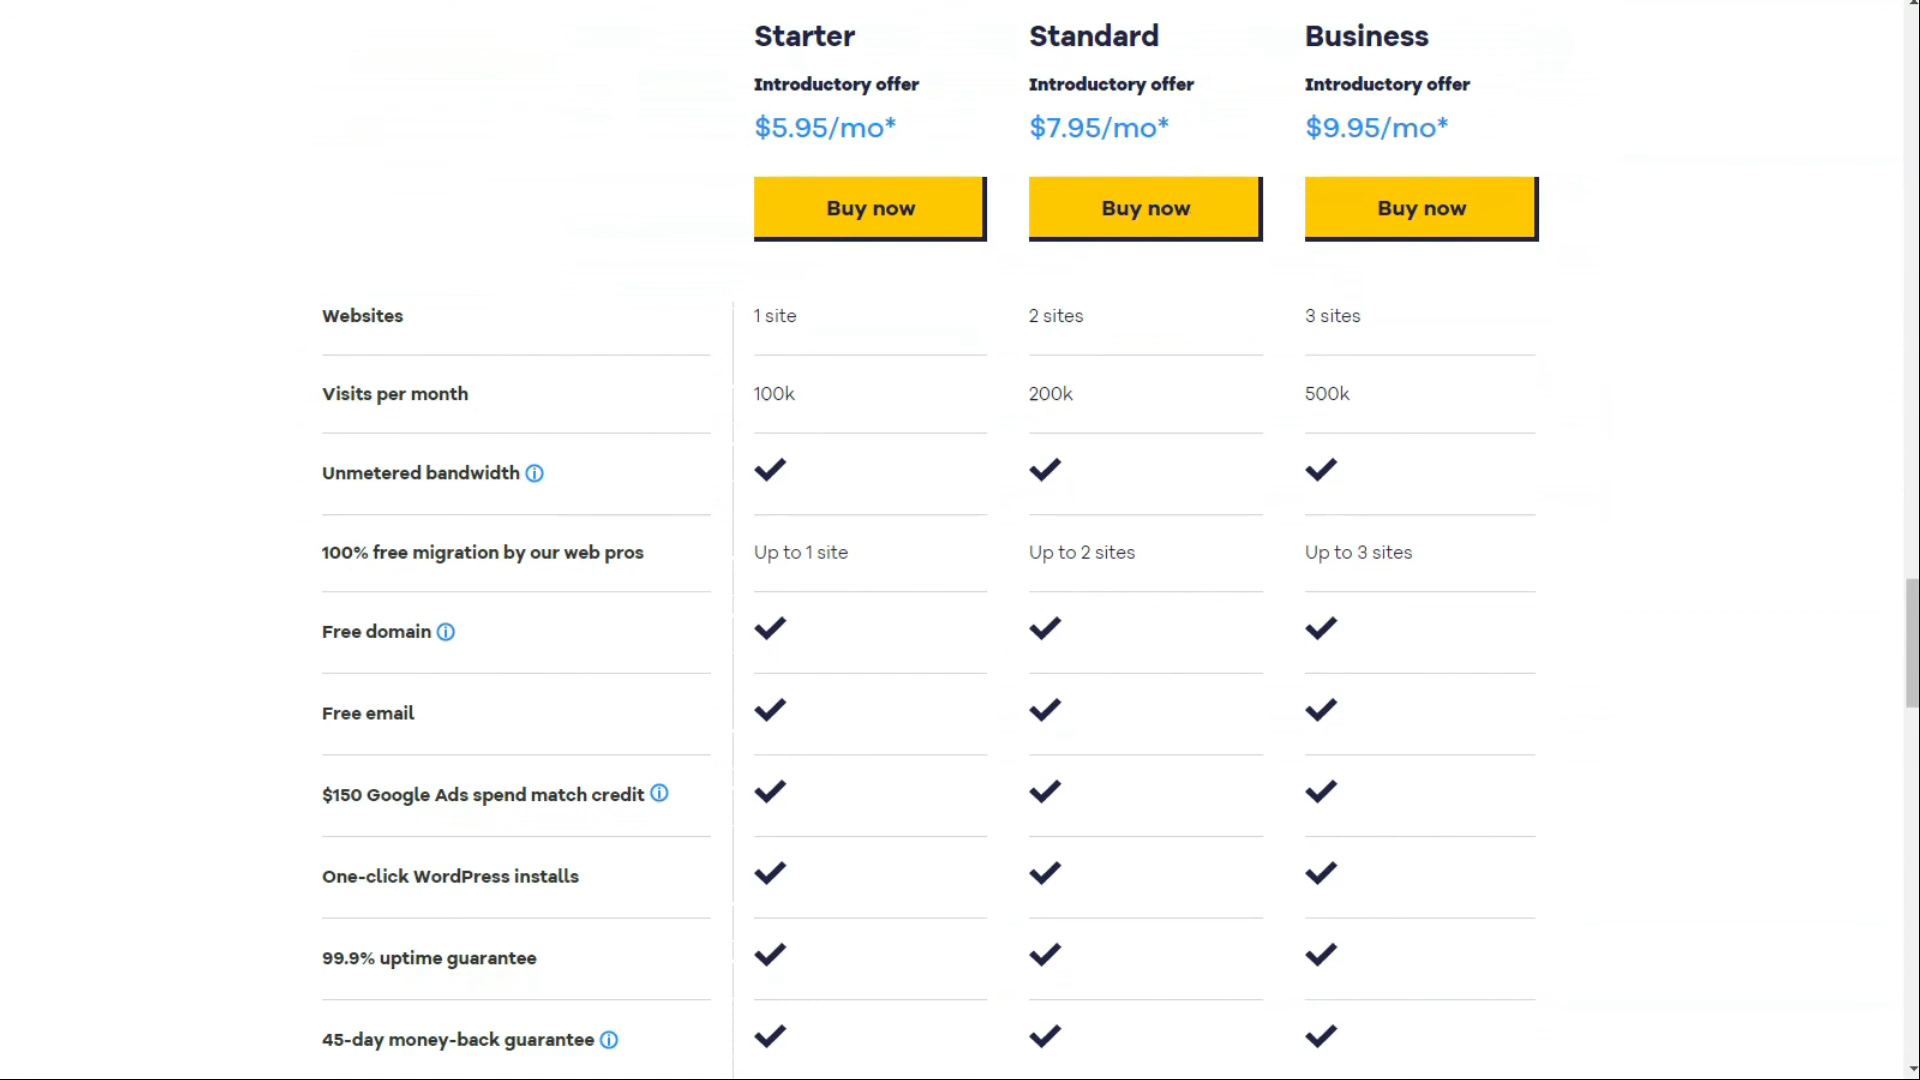 Starter Standard Business
Introductory offer Introductory offer Introductory offer
$5.95/mo* $7.95/mo* $9.95/mo*
Buy now Buy now Buy now
Websites 1 site 2 sites 3 sites
Visits per month 100k 200k 500k
Unmetered bandwidth
100% free migration by our web pros Up to 1 site Up to 2 sites Up to 3 sites
Free domain
Free email
$150 Google Ads spend match credit
One-click WordPress installs
99.9% uptime guarantee
45-day money-back guarantee